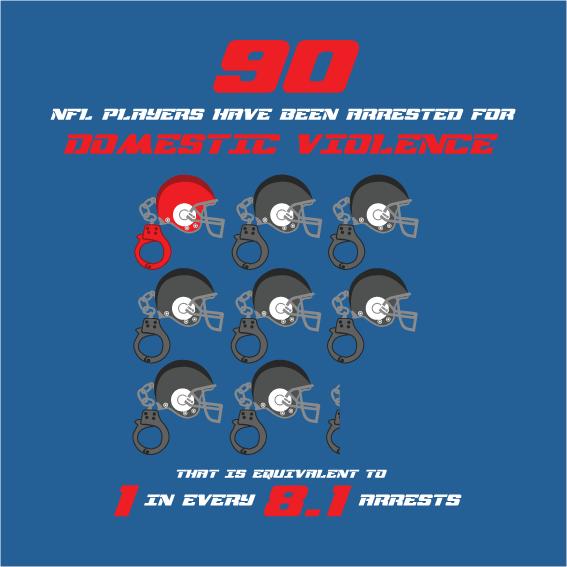 90
NFL PLAYERS HAVE BEEN ARRESTED FOR
DOMESTIC VIOLENCE
THAT IS EQUIVALENT TO
1 IN EVERY 8.1 ARRESTS